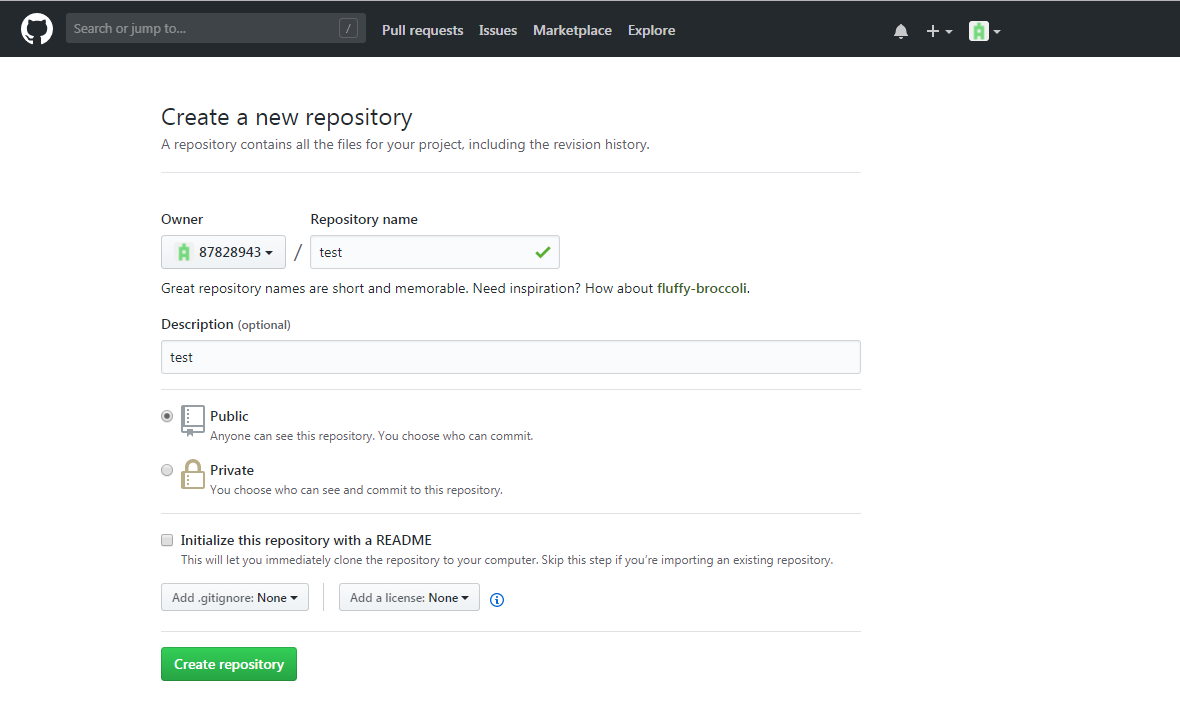 Search or jump to... /
Pull requests Issues Marketplace Explore
Create a new repository
A repository contains all the files for your project, including the revision history.
Owner Repository name
87828943 / test
Great repository names are short and memorable. Need inspiration? How about fluffy-broccoli.
Description (optional)
test
Public
Anyone can see this repository. You choose who can commit.
Private
You choose who can see and commit to this repository.
Initialize this repository with a README
This will let you immediately clone the repository to your computer. Skip this step if you’re importing an existing repository.
Add .gitignore: None Add a license: None
Create repository